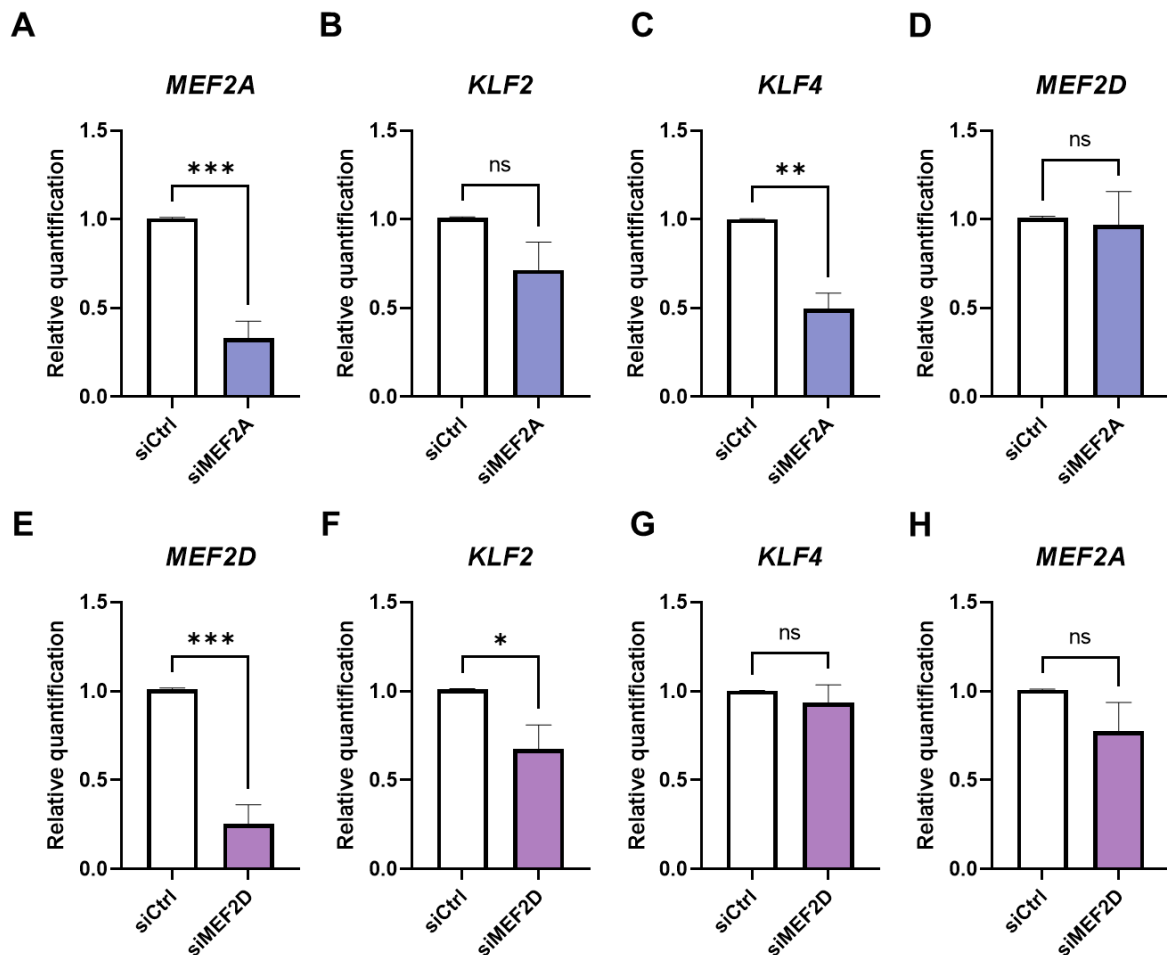 A
B
C
D
MEF2A
KLF2
KLF4
MEF2D
Relative quantification
1.5
1.0
0.5
0.0
***
siCtrl
siMEF2A
Relative quantification
1.5
1.0
0.5
0.0
ns
siCtrl
siMEF2A
Relative quantification
1.5
1.0
0.5
0.0
**
siCtrl
siMEF2A
Relative quantification
1.5
1.0
0.5
0.0
ns
siCtrl
siMEF2A
E
F
G
H
MEF2D
KLF2
KLF4
MEF2A
Relative quantification
1.5
1.0
0.5
0.0
***
siCtrl
siMEF2D
Relative quantification
1.5
1.0
0.5
0.0
*
siCtrl
siMEF2D
Relative quantification
1.5
1.0
0.5
0.0
ns
siCtrl
siMEF2D
Relative quantification
1.5
1.0
0.5
0.0
ns
siCtrl
siMEF2D